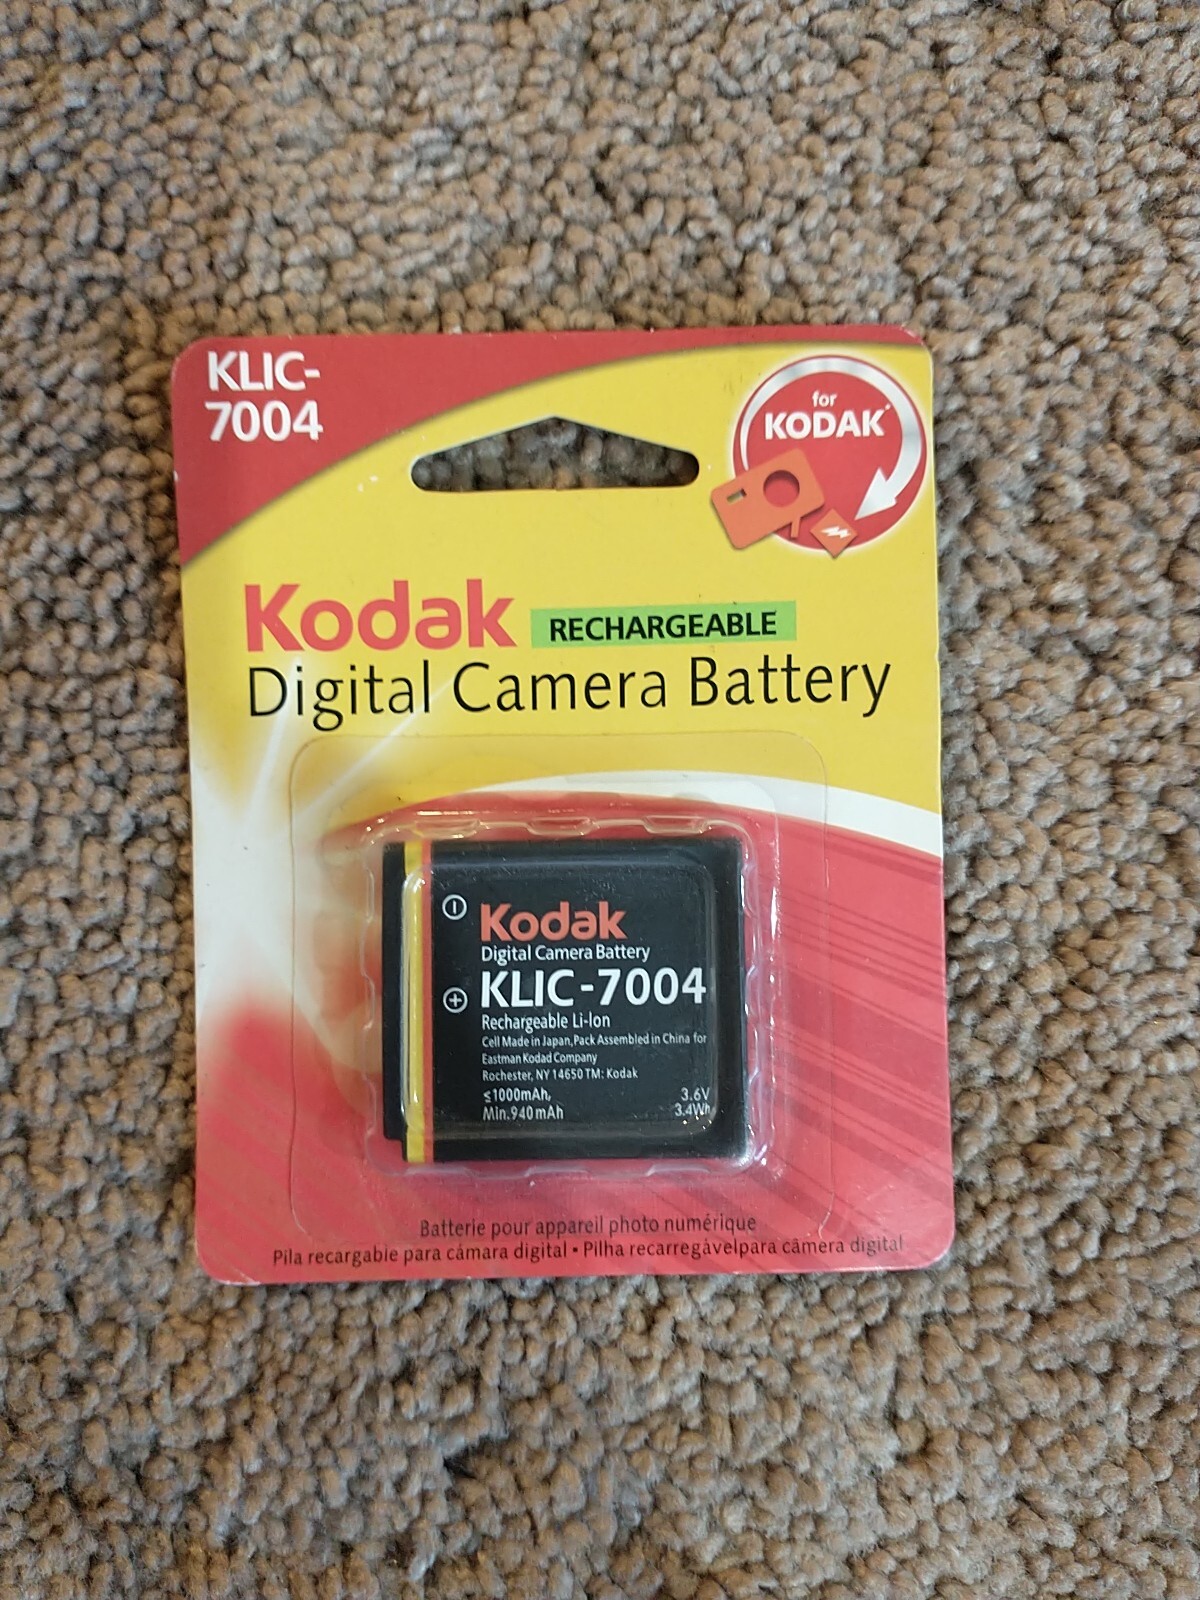 KLIC-
7004
for
KODAK
Kodak RECHARGEABLE
Digital Camera Battery
Kodak
Digital Camera Battery
KLIC-7004
Rechargeable Li-Ion
Cell Made in Japan,Pack Assembled in China for
Eastman Kodad Company
Rochester, NY 14650 TM: Kodak
≤1000mAh, 3.6V
Min.940mAh 3.4Wh
Batterie pour appareil photo numérique
Pila recargabie para cámara digital ▪ Pilha recarregávelpara câmera digital